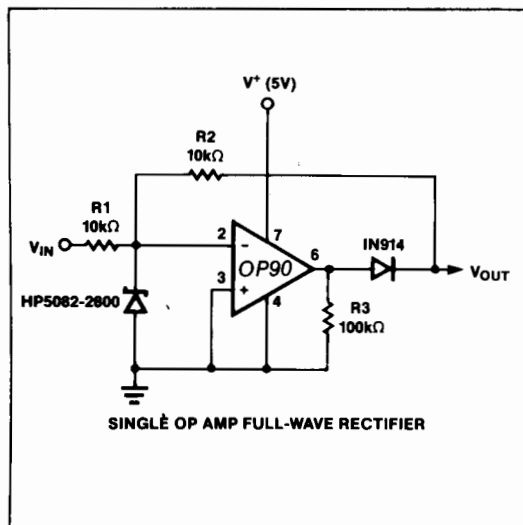 V+ (5V)
R2
10kΩ
R1
10kΩ
VIN
2
7
-
6
IN914
OP90
VOUT
3
+
4
HP5082-2800
R3
100kΩ
SINGLE OP AMP FULL-WAVE RECTIFIER